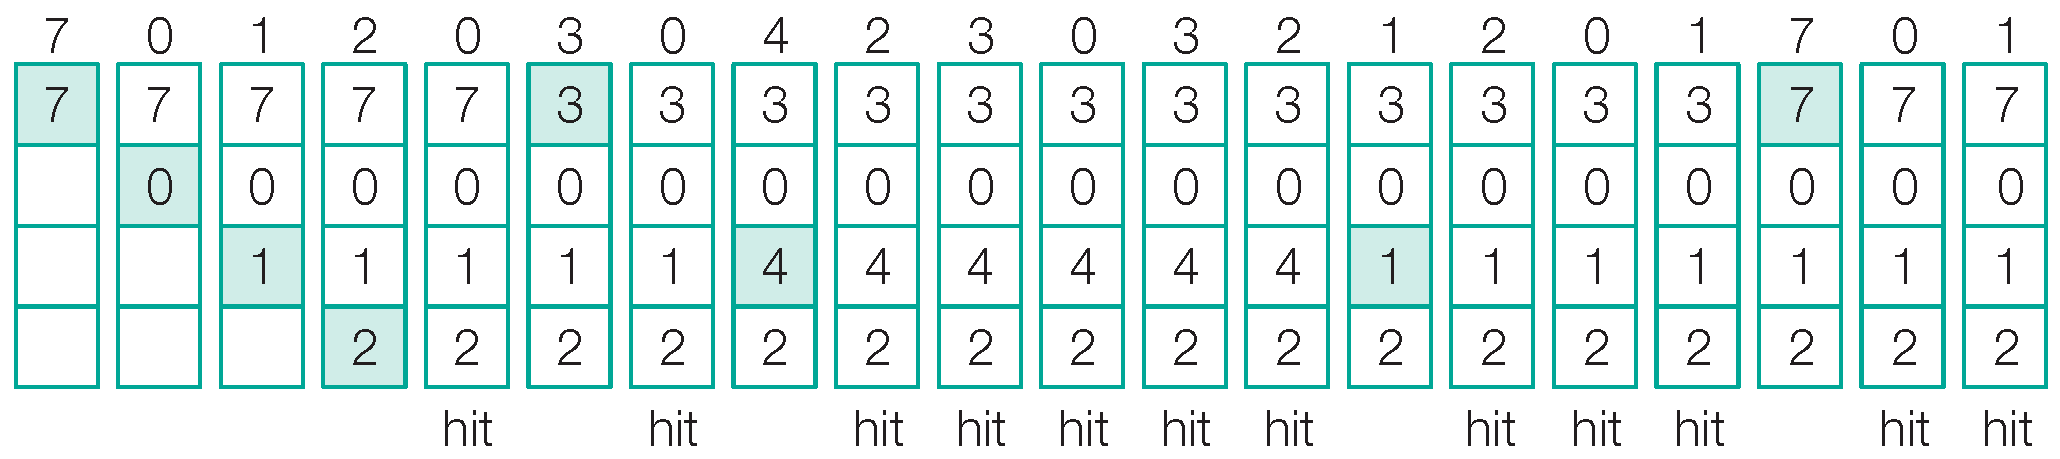 7 0 1 2 0 3 0 4 2 3 0 3 2 1 2 0 1 7 0 1
7 7 7 7 7 3 3 3 3 3 3 3 3 3 3 3 3 7 7 7
0 0 0 0 0 0 0 0 0 0 0 0 0 0 0 0 0 0 0
1 1 1 1 1 4 4 4 4 4 4 1 1 1 1 1 1 1
2 2 2 2 2 2 2 2 2 2 2 2 2 2 2 2 2
hit hit hit hit hit hit hit hit hit hit hit hit